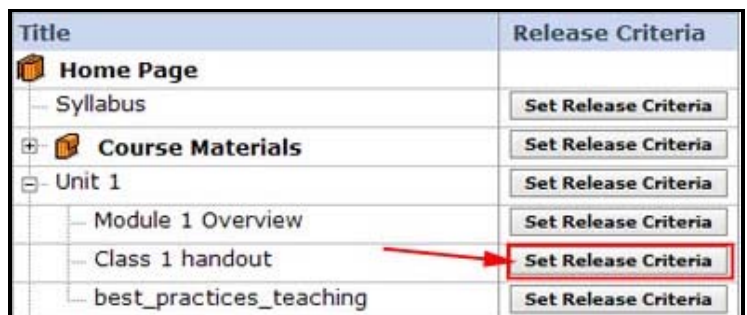 Title Release Criteria
Home Page
Syllabus Set Release Criteria
Course Materials Set Release Criteria
Unit 1 Set Release Criteria
Module 1 Overview Set Release Criteria
Class 1 handout Set Release Criteria
best_practices_teaching Set Release Criteria